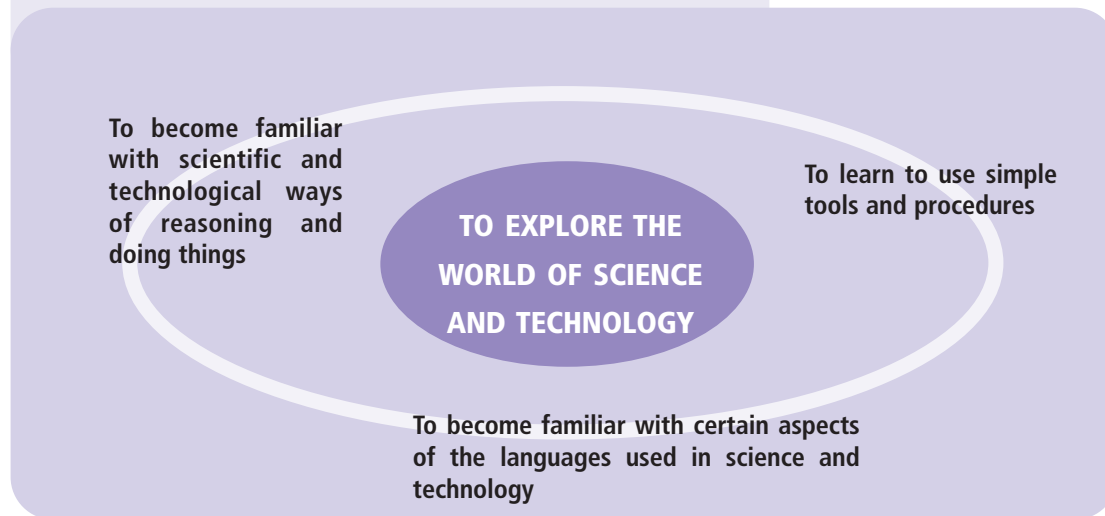 To become familiar
with scientific and
technological ways
of reasoning and
doing things
To learn to use simple
tools and procedures
TO EXPLORE THE
WORLD OF SCIENCE
AND TECHNOLOGY
To become familiar with certain aspects
of the languages used in science and
technology